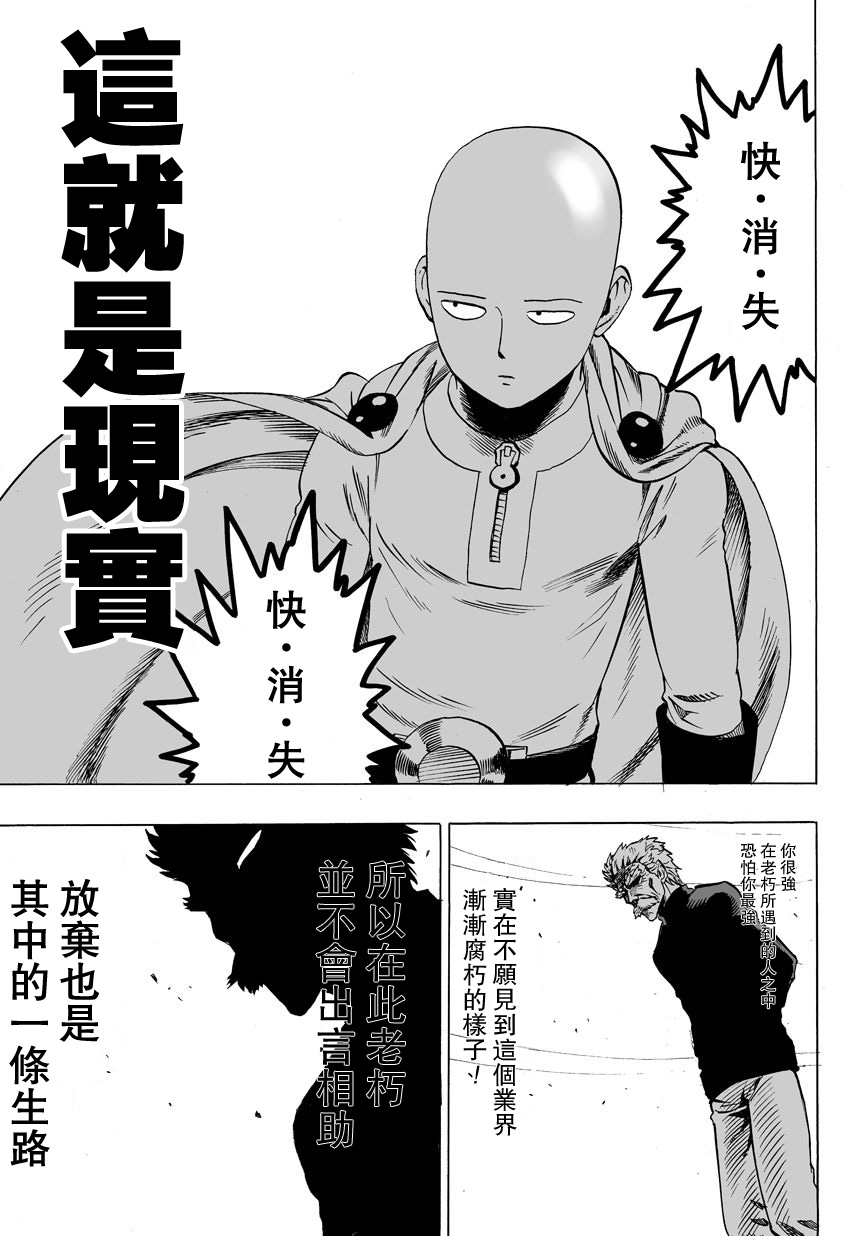 快·消·失
這就是現實
快·消·失
你很強
在老朽所遇到的人之中
恐怕你最強
實在不願見到這個業界
漸漸腐朽的樣子！
所以在此老朽
並不會出言相助
放棄也是
其中的一條生路